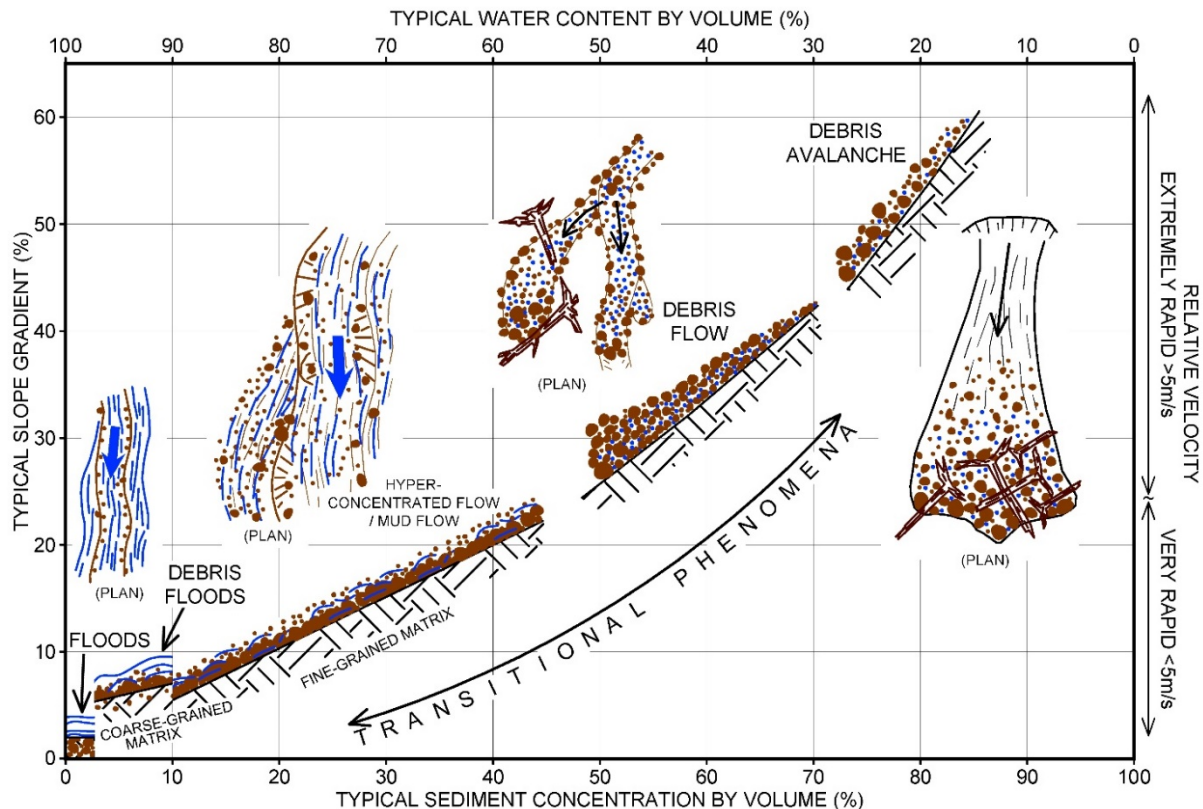 TYPICAL WATER CONTENT BY VOLUME (%)
100 90 80 70 60 50 40 30 20 10 0
TYPICAL SLOPE GRADIENT (%)
60
50
40
30
20
10
0
DEBRIS
AVALANCHE
DEBRIS
FLOW
(PLAN)
HYPER-
CONCENTRATED FLOW
/ MUD FLOW
(PLAN)
(PLAN)
(PLAN)
DEBRIS
FLOODS
FLOODS
FINE-GRAINED MATRIX
COARSE-GRAINED
MATRIX
TRANSITIONAL PHENOMENA
EXTREMELY RAPID >5m/s
VERY RAPID <5m/s
RELATIVE VELOCITY
0 10 20 30 40 50 60 70 80 90 100
TYPICAL SEDIMENT CONCENTRATION BY VOLUME (%)